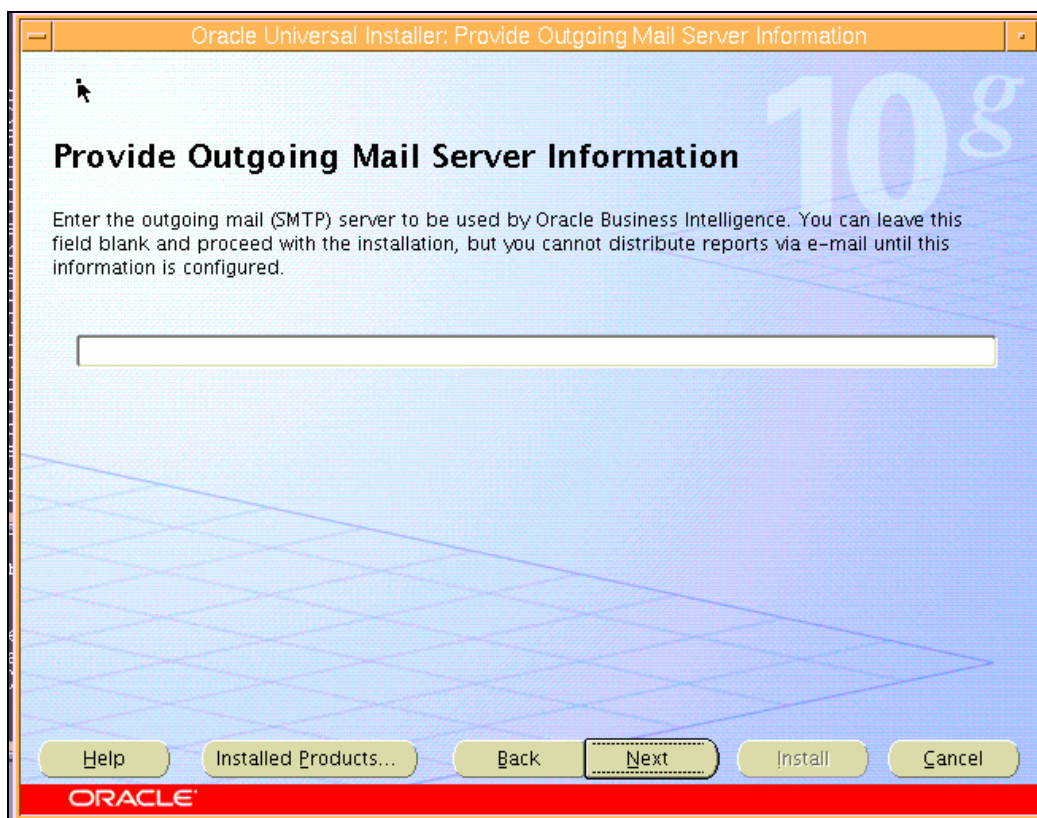 Oracle Universal Installer: Provide Outgoing Mail Server Information
10g
Provide Outgoing Mail Server Information
Enter the outgoing mail (SMTP) server to be used by Oracle Business Intelligence. You can leave this
field blank and proceed with the installation, but you cannot distribute reports via e-mail until this
information is configured.
Help Installed Products... Back Next Install Cancel
ORACLE